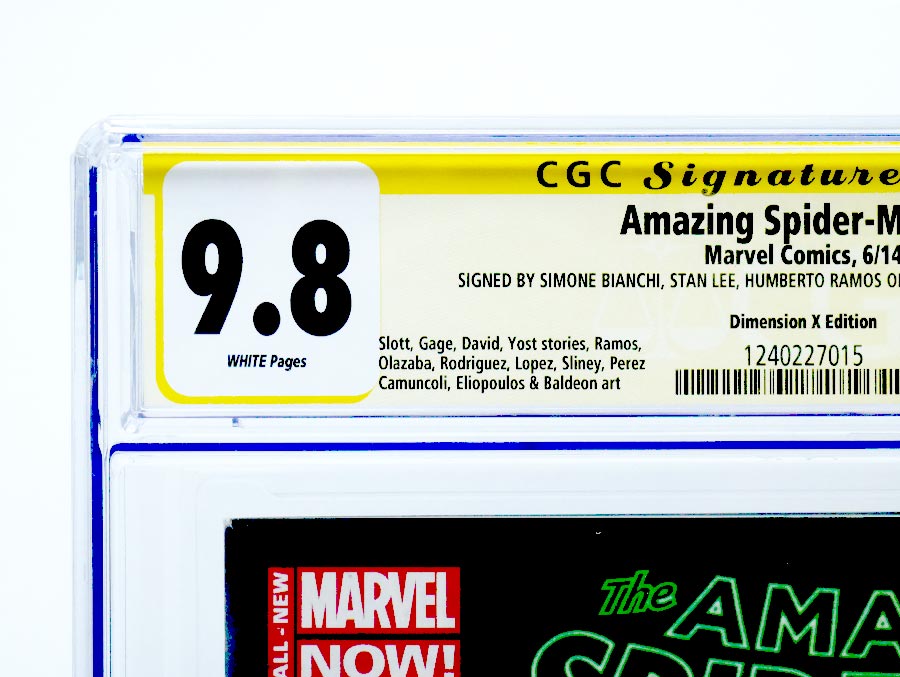 CGC Signature
9.8
WHITE Pages
Amazing Spider-M
Marvel Comics, 6/14
SIGNED BY SIMONE BIANCHI, STAN LEE, HUMBERTO RAMOS O
Dimension X Edition
Slott, Gage, David, Yost stories, Ramos,
Olazaba, Rodriguez, Lopez, Sliney, Perez
Camuncoli, Eliopoulos & Baldeon art
1240227015
ALL-NEW
MARVEL
NOW!
The AMA
SPIDE